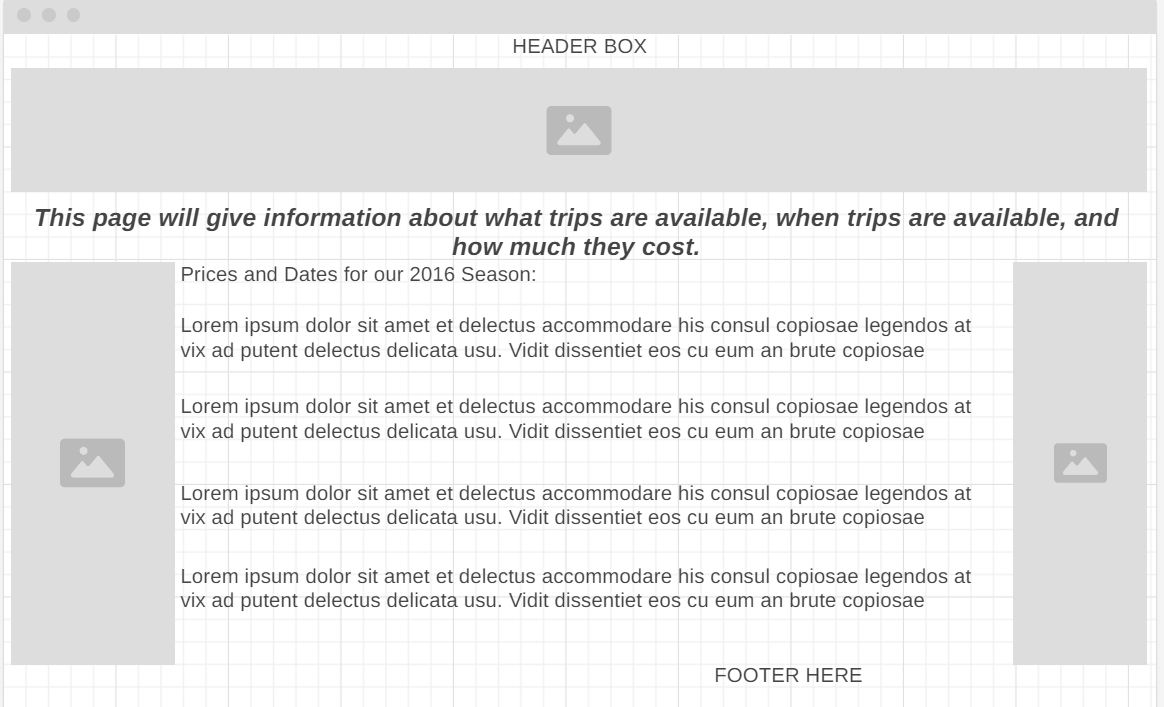 HEADER BOX
This page will give information about what trips are available, when trips are available, and
how much they cost.
Prices and Dates for our 2016 Season:
Lorem ipsum dolor sit amet et delectus accommodare his consul copiosae legendos at
vix ad putent delectus delicata usu. Vidit dissentiet eos cu eum an brute copiosae
Lorem ipsum dolor sit amet et delectus accommodare his consul copiosae legendos at
vix ad putent delectus delicata usu. Vidit dissentiet eos cu eum an brute copiosae
Lorem ipsum dolor sit amet et delectus accommodare his consul copiosae legendos at
vix ad putent delectus delicata usu. Vidit dissentiet eos cu eum an brute copiosae
Lorem ipsum dolor sit amet et delectus accommodare his consul copiosae legendos at
vix ad putent delectus delicata usu. Vidit dissentiet eos cu eum an brute copiosae
FOOTER HERE